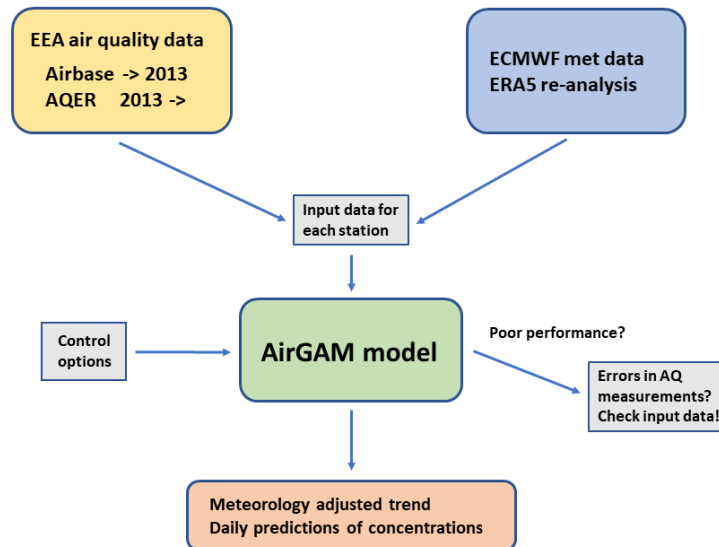 EEA air quality data
Airbase -> 2013
AQER 2013 ->
ECMWF met data
ERA5 re-analysis
Input data for
each station
Control
options
AirGAM model
Poor performance?
Errors in AQ
measurements?
Check input data!
Meteorology adjusted trend
Daily predictions of concentrations